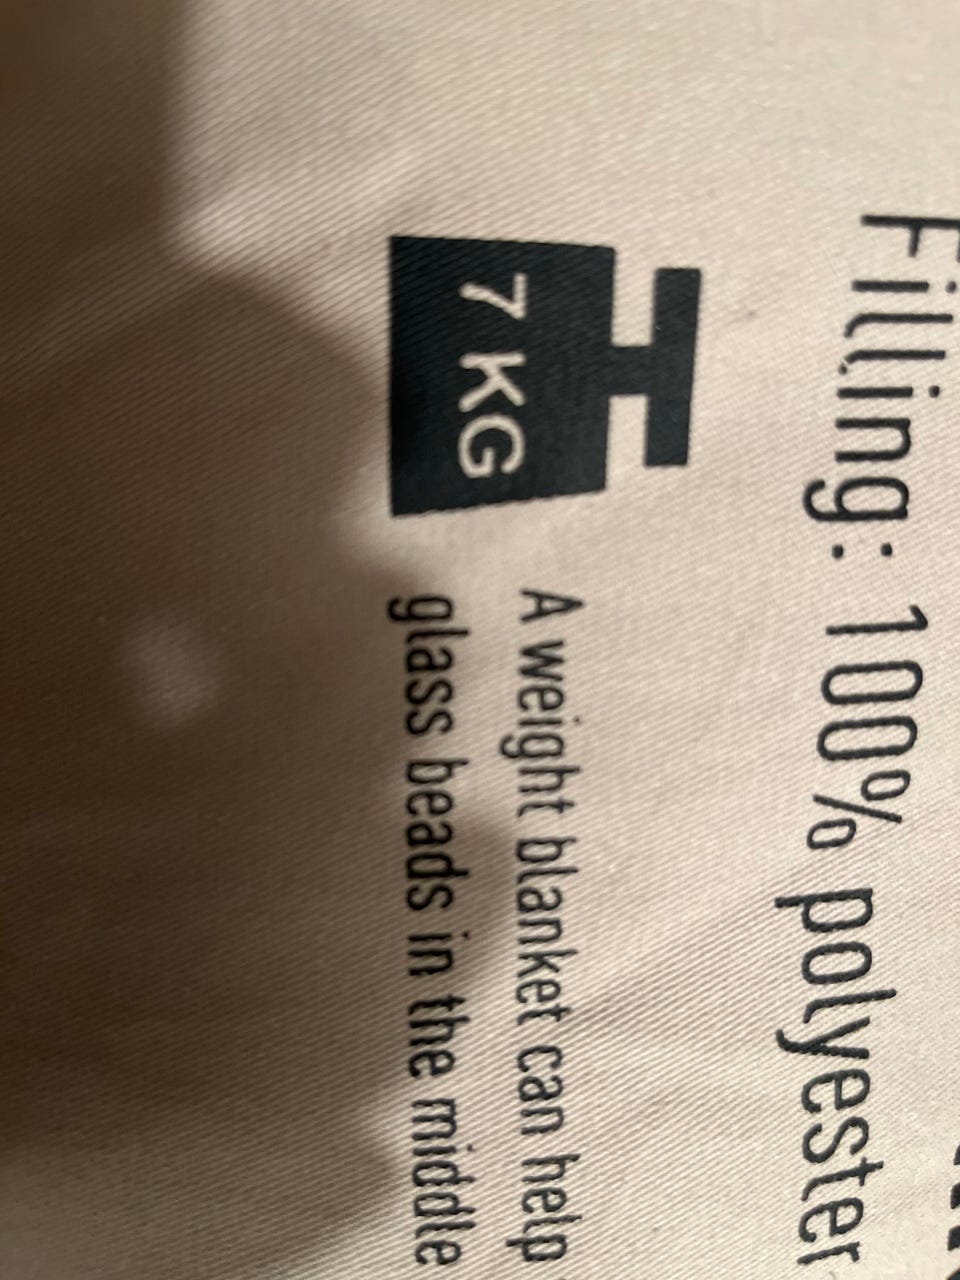 Filling: 100% polyester
7 KG
A weight blanket can help
glass beads in the middle